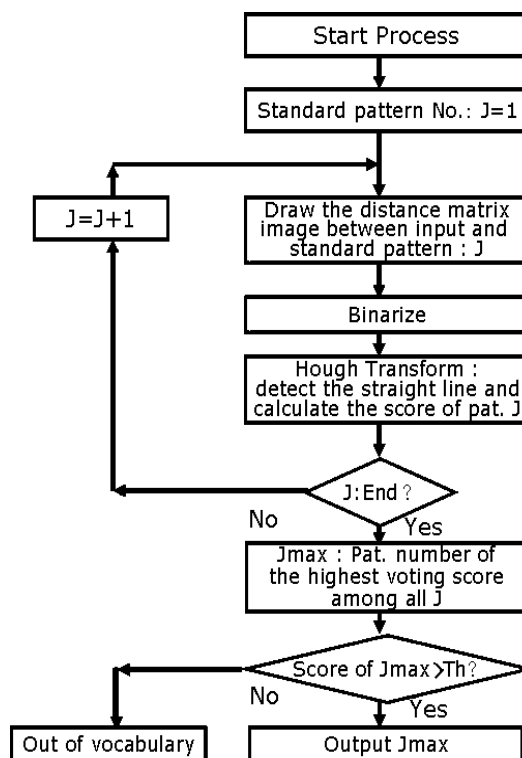 Start Process
Standard pattern No.: J=1
J=J+1
Draw the distance matrix
image between input and
standard pattern : J
Binarize
Hough Transform :
detect the straight line and
calculate the score of pat. J
J:End?
No
Yes
Jmax : Pat. number of
the highest voting score
among all J
Score of Jmax>Th?
No
Yes
Out of vocabulary
Output Jmax